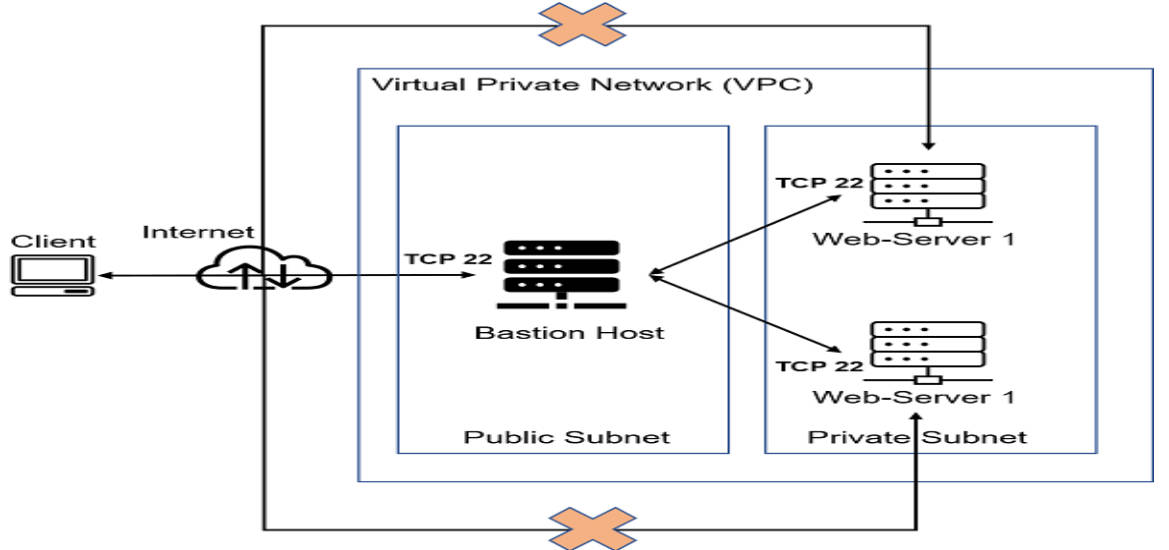 Virtual Private Network (VPC)
TCP 22
Web-Server 1
Internet
Client
TCP 22
Bastion Host
TCP 22
Web-Server 1
Public Subnet
Private Subnet